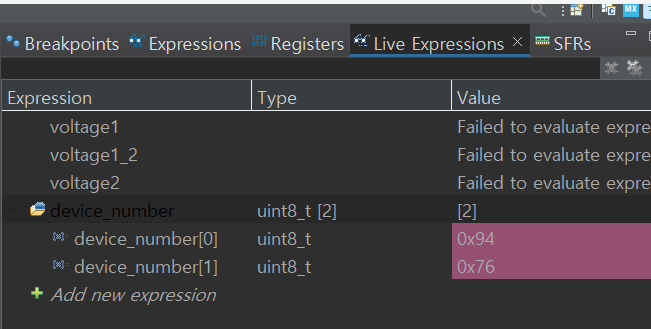 MX
Breakpoints Expressions Registers Live Expressions SFRs
Expression Type Value
voltage1 Failed to evaluate expre
voltage1_2 Failed to evaluate expre
voltage2 Failed to evaluate expre
device_number uint8_t [2] [2]
device_number[0] uint8_t 0x94
device_number[1] uint8_t 0x76
Add new expression